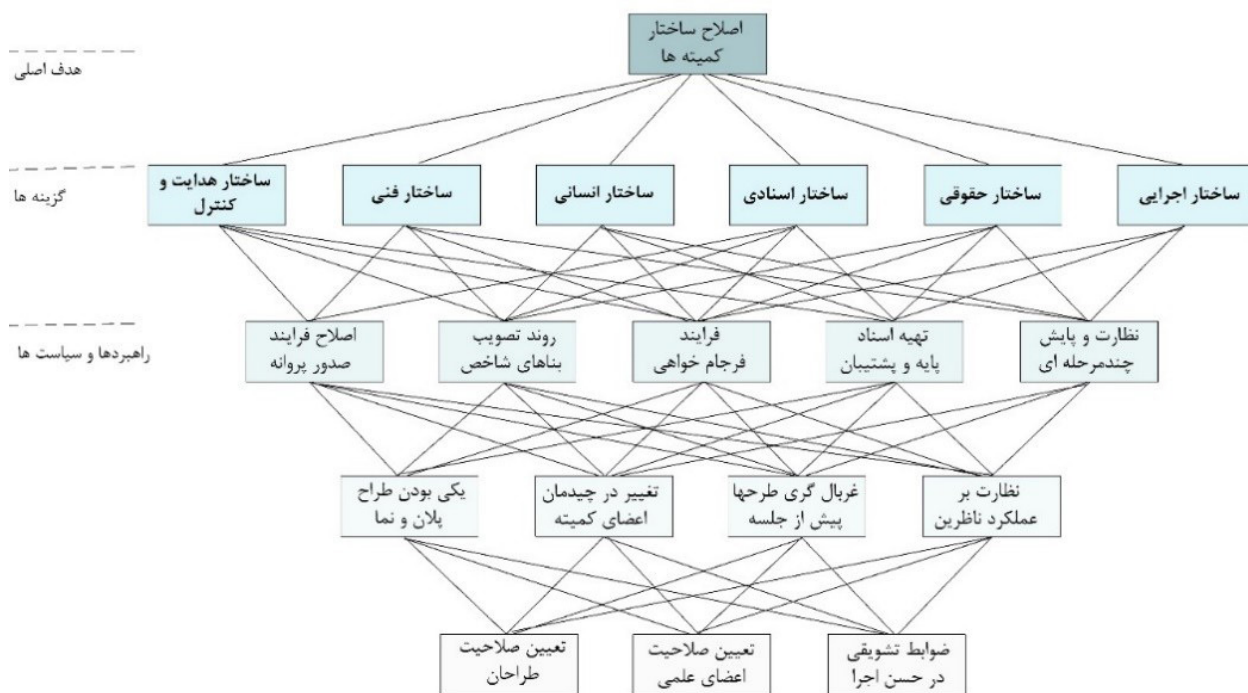 اصلاح ساختار
کمیته ها
هدف اصلی
ساختار اجرایی
ساختار حقوقی
ساختار اسنادی
ساختار انسانی
ساختار فنی
ساختار هدایت و
کنترل
گزینه ها
نظارت و پایش
چندمرحله ای
تهیه اسناد
پایه و پشتیبان
فرایند
فرجام خواهی
روند تصویب
بناهای شاخص
اصلاح فرایند
صدور پروانه
راهبردها و سیاست ها
نظارت بر
عملکرد ناظرین
غربال گری طرحها
پیش از جلسه
تغییر در چیدمان
اعضای کمیته
یکی بودن طراح
پلان و نما
ضوابط تشویقی
در حسن اجرا
تعیین صلاحیت
اعضای علمی
تعیین صلاحیت
طراحان